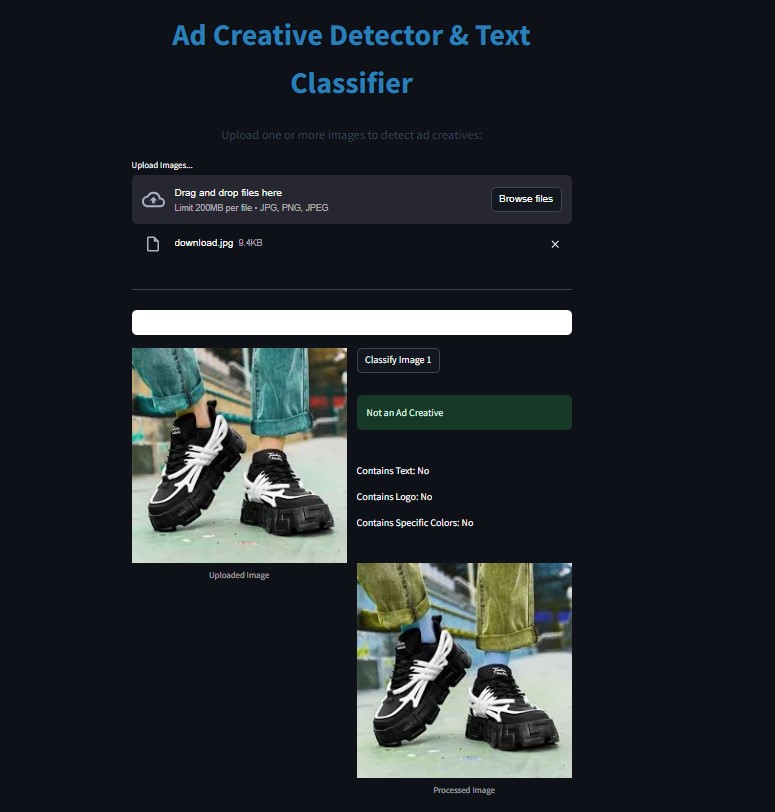 Ad Creative Detector & Text
Classifier
Upload one or more images to detect ad creatives:
Upload Images...
Drag and drop files here
Limit 200MB per file • JPG, PNG, JPEG
Browse files
download.jpg 9.4KB
Classify Image 1
Not an Ad Creative
Contains Text: No
Contains Logo: No
Contains Specific Colors: No
Uploaded Image
Processed Image